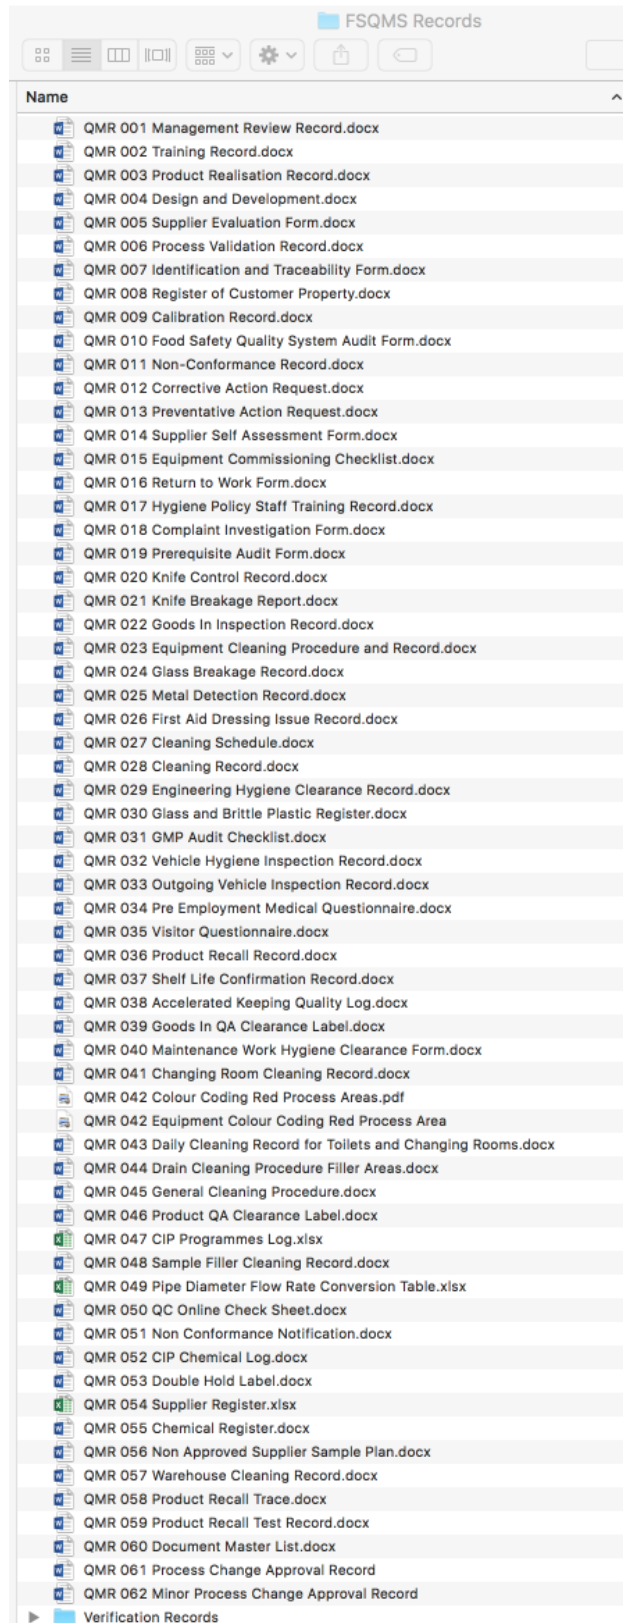 FSQMS Records
Name
QMR 001 Management Review Record.docx
QMR 002 Training Record.docx
QMR 003 Product Realisation Record.docx
QMR 004 Design and Development.docx
QMR 005 Supplier Evaluation Form.docx
QMR 006 Process Validation Record.docx
QMR 007 Identification and Traceability Form.docx
QMR 008 Register of Customer Property.docx
QMR 009 Calibration Record.docx
QMR 010 Food Safety Quality System Audit Form.docx
QMR 011 Non-Conformance Record.docx
QMR 012 Corrective Action Request.docx
QMR 013 Preventative Action Request.docx
QMR 014 Supplier Self Assessment Form.docx
QMR 015 Equipment Commissioning Checklist.docx
QMR 016 Return to Work Form.docx
QMR 017 Hygiene Policy Staff Training Record.docx
QMR 018 Complaint Investigation Form.docx
QMR 019 Prerequisite Audit Form.docx
QMR 020 Knife Control Record.docx
QMR 021 Knife Breakage Report.docx
QMR 022 Goods In Inspection Record.docx
QMR 023 Equipment Cleaning Procedure and Record.docx
QMR 024 Glass Breakage Record.docx
QMR 025 Metal Detection Record.docx
QMR 026 First Aid Dressing Issue Record.docx
QMR 027 Cleaning Schedule.docx
QMR 028 Cleaning Record.docx
QMR 029 Engineering Hygiene Clearance Record.docx
QMR 030 Glass and Brittle Plastic Register.docx
QMR 031 GMP Audit Checklist.docx
QMR 032 Vehicle Hygiene Inspection Record.docx
QMR 033 Outgoing Vehicle Inspection Record.docx
QMR 034 Pre Employment Medical Questionnaire.docx
QMR 035 Visitor Questionnaire.docx
QMR 036 Product Recall Record.docx
QMR 037 Shelf Life Confirmation Record.docx
QMR 038 Accelerated Keeping Quality Log.docx
QMR 039 Goods In QA Clearance Label.docx
QMR 040 Maintenance Work Hygiene Clearance Form.docx
QMR 041 Changing Room Cleaning Record.docx
QMR 042 Colour Coding Red Process Areas.pdf
QMR 042 Equipment Colour Coding Red Process Area
QMR 043 Daily Cleaning Record for Toilets and Changing Rooms.docx
QMR 044 Drain Cleaning Procedure Filler Areas.docx
QMR 045 General Cleaning Procedure.docx
QMR 046 Product QA Clearance Label.docx
QMR 047 CIP Programmes Log.xlsx
QMR 048 Sample Filler Cleaning Record.docx
QMR 049 Pipe Diameter Flow Rate Conversion Table.xlsx
QMR 050 QC Online Check Sheet.docx
QMR 051 Non Conformance Notification.docx
QMR 052 CIP Chemical Log.docx
QMR 053 Double Hold Label.docx
QMR 054 Supplier Register.xlsx
QMR 055 Chemical Register.docx
QMR 056 Non Approved Supplier Sample Plan.docx
QMR 057 Warehouse Cleaning Record.docx
QMR 058 Product Recall Trace.docx
QMR 059 Product Recall Test Record.docx
QMR 060 Document Master List.docx
QMR 061 Process Change Approval Record
QMR 062 Minor Process Change Approval Record
Verification Records